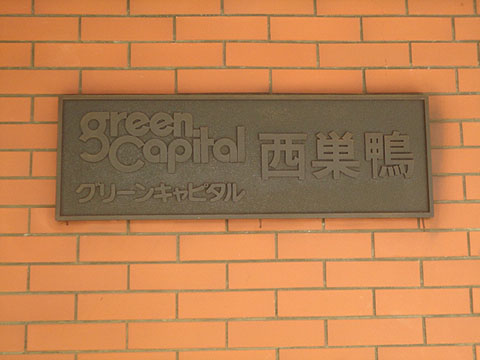 green
Capital
グリーンキャピタル
西巣鴨